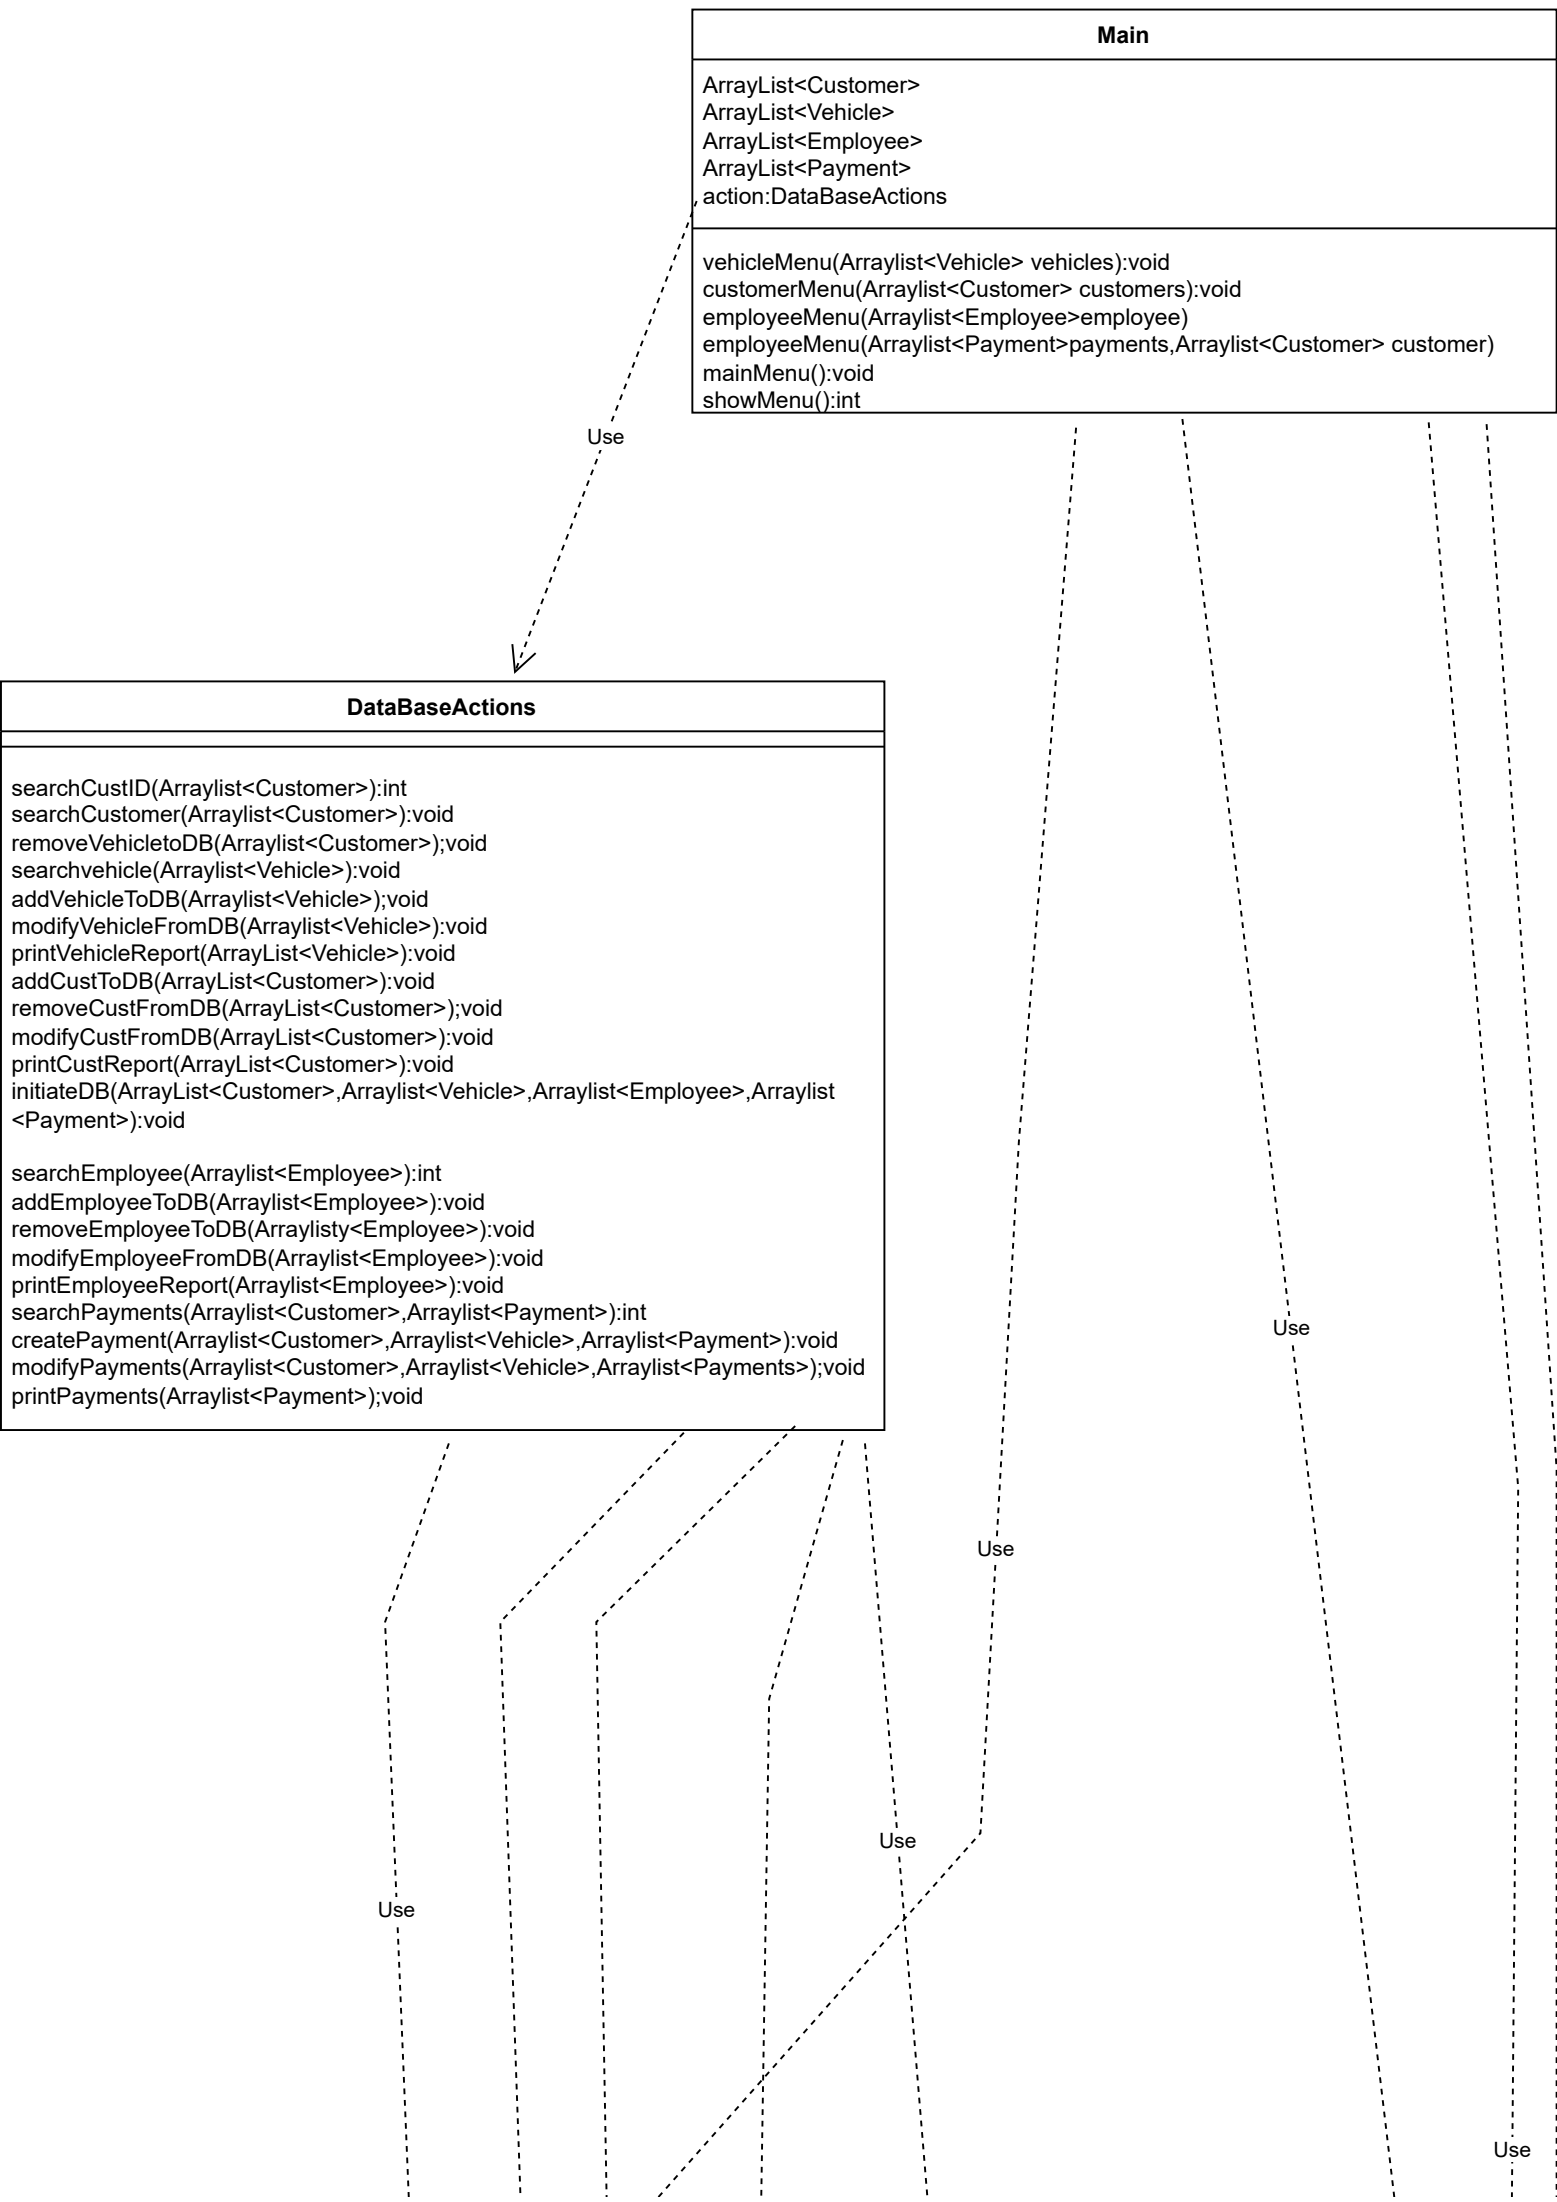 Main
ArrayList<Customer>
ArrayList<Vehicle>
ArrayList<Employee>
ArrayList<Payment>
action:DataBaseActions
vehicleMenu(Arraylist<Vehicle> vehicles):void
customerMenu(Arraylist<Customer> customers):void
employeeMenu(Arraylist<Employee>employee)
employeeMenu(Arraylist<Payment>payments,Arraylist<Customer> customer)
mainMenu():void
showMenu():int
Use
DataBaseActions
searchCustID(Arraylist<Customer>):int
searchCustomer(Arraylist<Customer>):void
removeVehicletoDB(Arraylist<Customer>);void
searchvehicle(Arraylist<Vehicle>):void
addVehicleToDB(Arraylist<Vehicle>);void
modifyVehicleFromDB(Arraylist<Vehicle>):void
printVehicleReport(ArrayList<Vehicle>):void
addCustToDB(ArrayList<Customer>):void
removeCustFromDB(ArrayList<Customer>);void
modifyCustFromDB(ArrayList<Customer>):void
printCustReport(ArrayList<Customer>):void
initiateDB(ArrayList<Customer>,Arraylist<Vehicle>,Arraylist<Employee>,Arraylist
<Payment>):void
searchEmployee(Arraylist<Employee>):int
addEmployeeToDB(Arraylist<Employee>):void
removeEmployeeToDB(Arraylisty<Employee>):void
modifyEmployeeFromDB(Arraylist<Employee>):void
printEmployeeReport(Arraylist<Employee>):void
searchPayments(Arraylist<Customer>,Arraylist<Payment>):int
createPayment(Arraylist<Customer>,Arraylist<Vehicle>,Arraylist<Payment>):void
modifyPayments(Arraylist<Customer>,Arraylist<Vehicle>,Arraylist<Payments>);void
printPayments(Arraylist<Payment>);void
Use
Use
Use
Use
Use